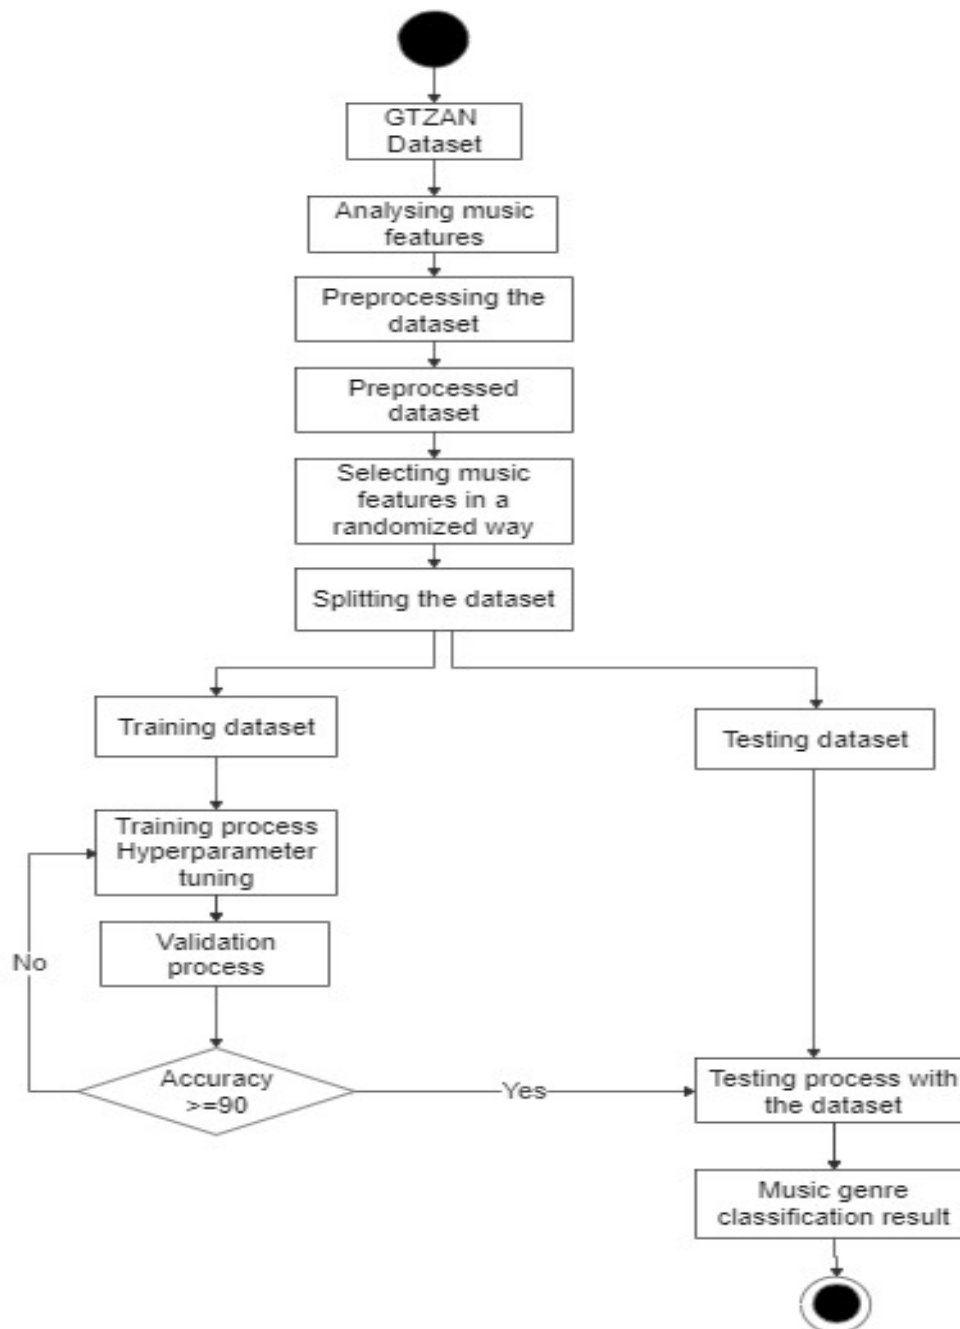 GTZAN
Dataset
Analysing music
features
Preprocessing the
dataset
Preprocessed
dataset
Selecting music
features in a
randomized way
Splitting the dataset
Training dataset
Testing dataset
Training process
Hyperparameter
tuning
Validation
process
No
Accuracy
>=90
Yes
Testing process with
the dataset
Music genre
classification result